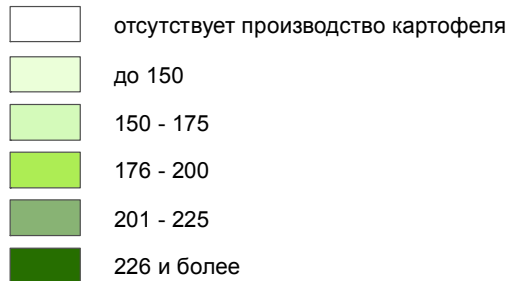 отсутствует производство картофеля
до 150
150 - 175
176 - 200
201 - 225
226 и более